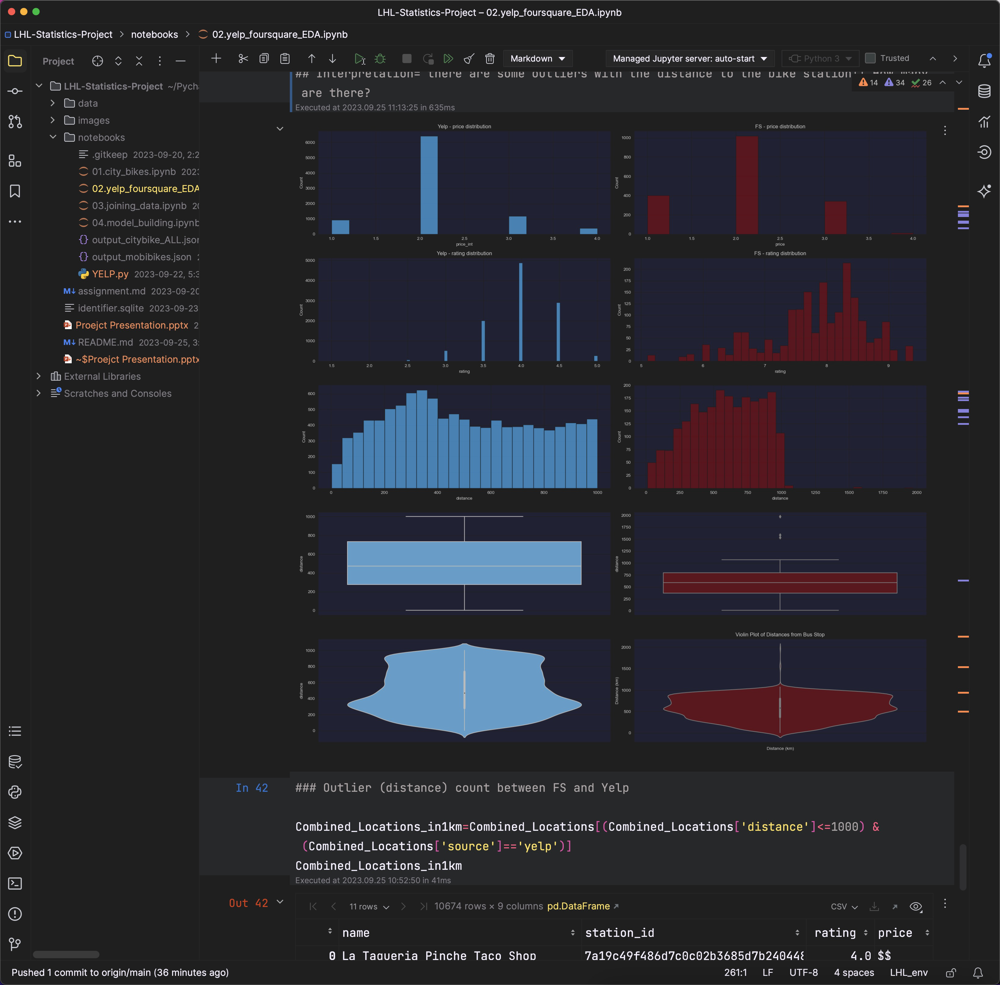 LHL-Statistics-Project – 02.yelp_foursquare_EDA.ipynb
LHL-Statistics-Project > notebooks > 02.yelp_foursquare_EDA.ipynb
Project
Markdown
Managed Jupyter server: auto-start
Python 3
Trusted
LHL-Statistics-Project ~/Pych
data
images
notebooks
.gitkeep 2023-09-20, 2:2
01.city_bikes.ipynb 2023
02.yelp_foursquare_EDA
03.joining_data.ipynb 20
04.model_building.ipynb
output_citybike_ALL.json
output_mobibikes.json
YELP.py 2023-09-22, 5:3
assignment.md 2023-09-20
identifier.sqlite 2023-09-23
Proejct Presentation.pptx 2
README.md 2023-09-25, 3:
~$Proejct Presentation.pptx
External Libraries
Scratches and Consoles
## Interpretation= there are some outliers with the distance to the bike station! How many
are there?
14 34 26
Executed at 2023.09.25 11:13:25 in 635ms
Yelp - price distribution
Count
6000
5000
4000
3000
2000
1000
0
1.0 1.5 2.0 2.5 3.0 3.5 4.0
price_int
FS - price distribution
Count
1000
800
600
400
200
0
1.0 1.5 2.0 2.5 3.0 3.5 4.0
price
Yelp - rating distribution
Count
5000
4000
3000
2000
1000
0
1.5 2.0 2.5 3.0 3.5 4.0 4.5 5.0
rating
FS - rating distribution
Count
200
175
150
125
100
75
50
25
0
5 6 7 8 9
rating
Count
600
500
400
300
200
100
0
0 200 400 600 800 1000
distance
Count
200
175
150
125
100
75
50
25
0
0 250 500 750 1000 1250 1500 1750 2000
distance
distance
1000
800
600
400
200
0
distance
2000
1750
1500
1250
1000
750
500
250
0
distance
1000
800
600
400
200
0
Violin Plot of Distances from Bus Stop
Distance (km)
2000
1500
1000
500
0
Distance (km)
In 42
### Outlier (distance) count between FS and Yelp
Combined_Locations_in1km=Combined_Locations[(Combined_Locations['distance']<=1000) &
(Combined_Locations['source']=='yelp')]
Combined_Locations_in1km
Executed at 2023.09.25 10:52:50 in 41ms
Out 42
11 rows
10674 rows × 9 columns pd.DataFrame
CSV
name station_id rating price
0 La Taqueria Pinche Taco Shop 7a19c49f486d7c0c02b3685d7b240448 4.0 $$
Pushed 1 commit to origin/main (36 minutes ago)
261:1 LF UTF-8 4 spaces LHL_env